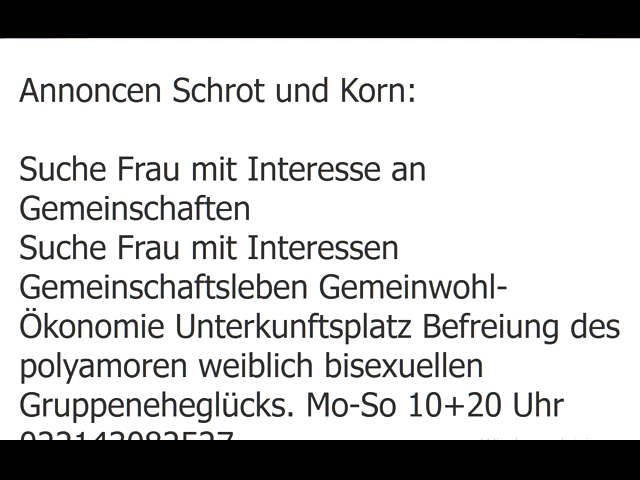 Annoncen Schrot und Korn:
Suche Frau mit Interesse an
Gemeinschaften
Suche Frau mit Interessen
Gemeinschaftsleben Gemeinwohl-
Ökonomie Unterkunftsplatz Befreiung des
polyamoren weiblich bisexuellen
Gruppeneheglücks. Mo-So 10+20 Uhr